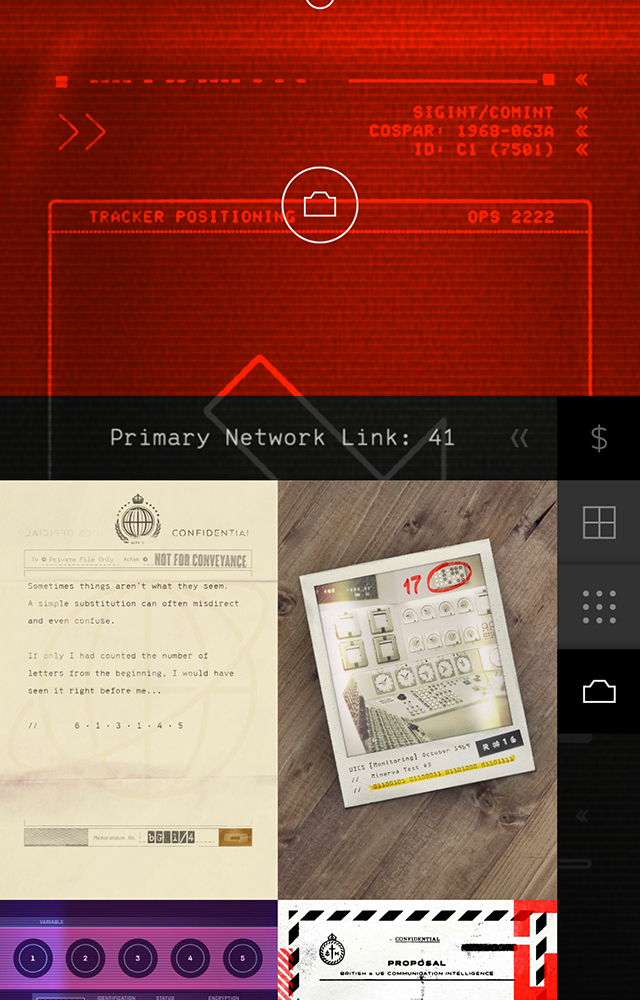 SIGINT/COMINT
COSPAR: 1968-063A
ID: C1 (7501)
TRACKER POSITIONING
OPS 2222
Primary Network Link: 41
$
CONFIDENTIAL
To Private File Only Action
NOT FOR CONVEYANCE
Sometimes things aren't what they seem.
A simple substitution can often misdirect
and even confuse.
If only I had counted the number of
letters from the beginning, I would have
seen it right before me...
// 6 · 1 · 3 · 1 · 4 · 5
Memorandum No. bG 1/4
17
R M 16
UICS [Monitoring] October 1969
// Minerva Test #3
// 01100101 01100011 01101000 01101111
VARIABLE
1 2 3 4 5
IDENTIFICATION STATUS ENCRYPTION
CONFIDENTIAL
PROPOSAL
BRITISH & US COMMUNICATION INTELLIGENCE